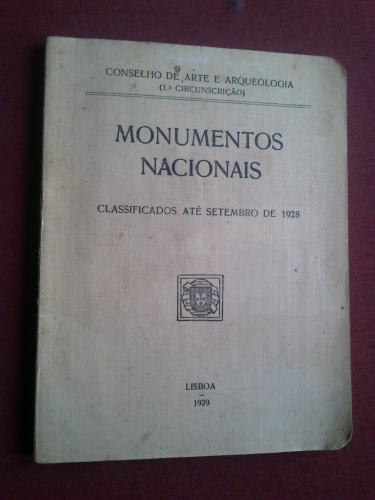 CONSELHO DE ARTE E ARQUEOLOGIA
(1.ª CIRCUNSCRIÇÃO)
MONUMENTOS
NACIONAIS
CLASSIFICADOS ATÉ SETEMBRO DE 1928
LISBOA
–
1929